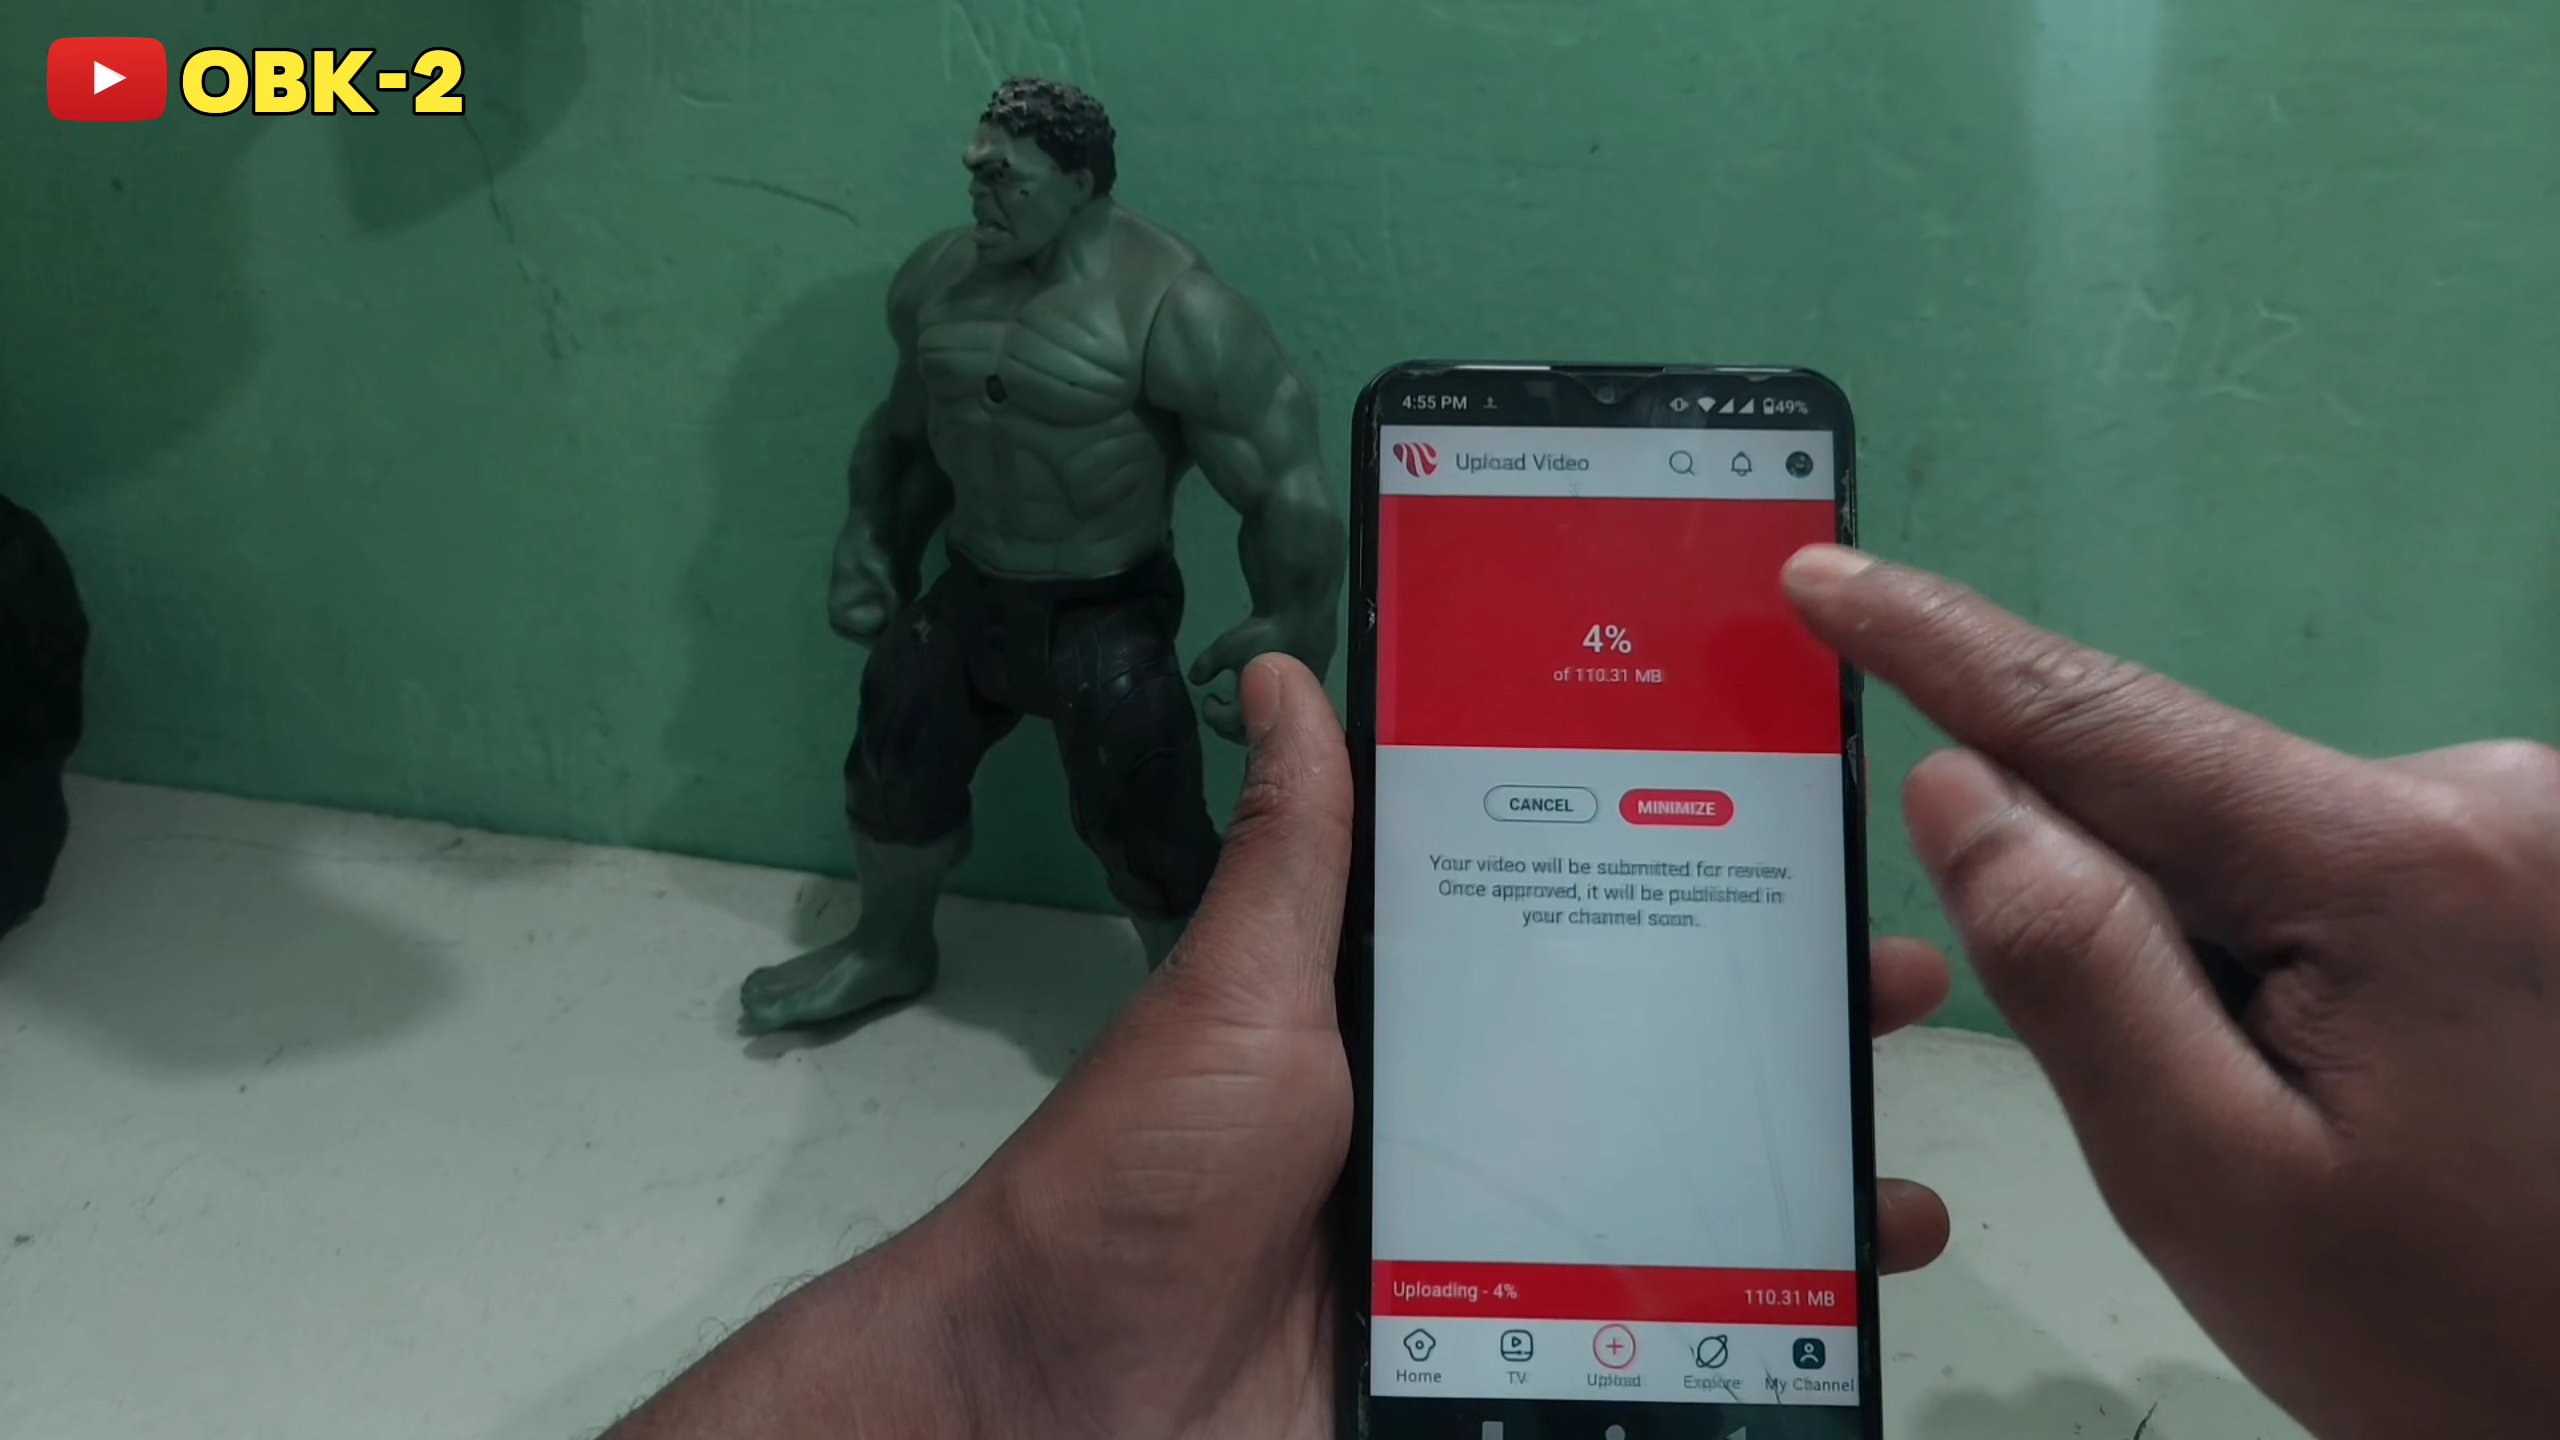 OBK-2
4:55 PM
49%
Upload Video
4%
of 110.31 MB
CANCEL
MINIMIZE
Your video will be submitted for review.
Once approved, it will be published in
your channel soon.
Uploading - 4%
110.31 MB
Home
TV
Upload
Explore
My Channel